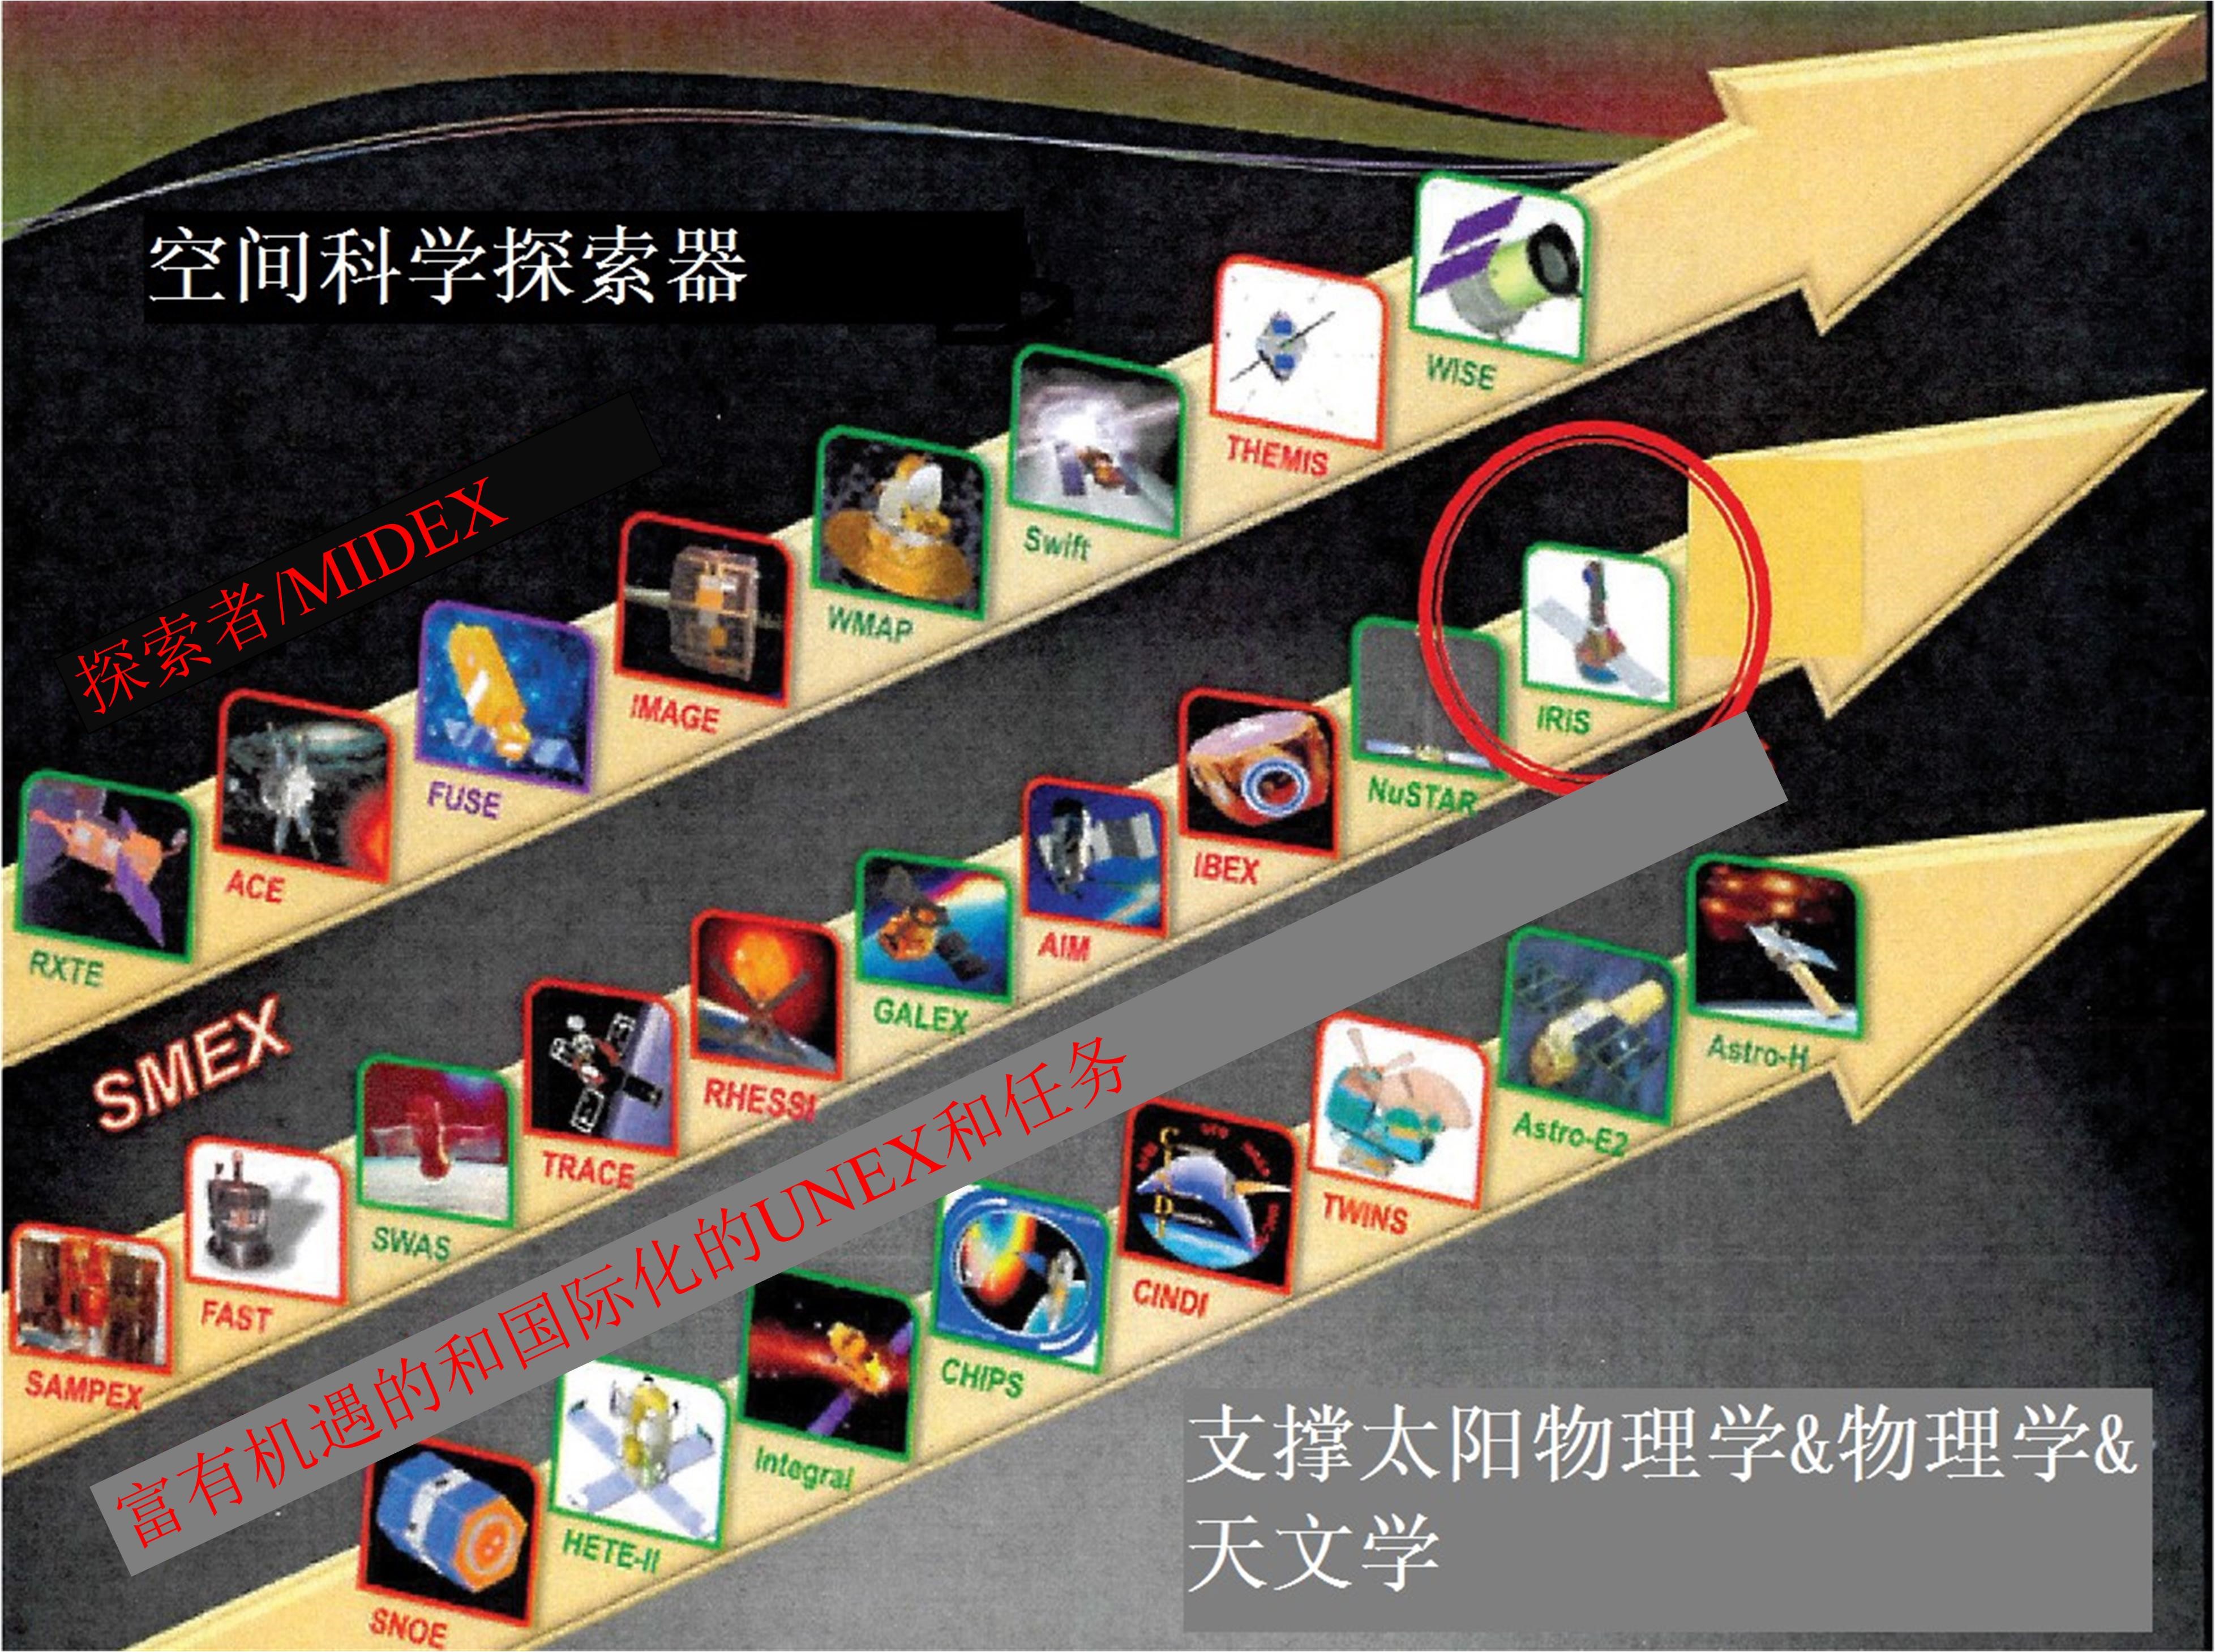 空间科学探索器
探索者/MIDEX
RXTE
ACE
FUSE
IMAGE
WMAP
Swift
THEMIS
WISE
SMEX
SAMPEX
FAST
SWAS
TRACE
RHESSI
GALEX
AIM
IBEX
NuSTAR
IRIS
富有机遇的和国际化的UNEX和任务
SNOE
HETE-II
Integral
CHIPS
CINDI
TWINS
Astro-E2
Astro-H
支撑太阳物理学&物理学&
天文学